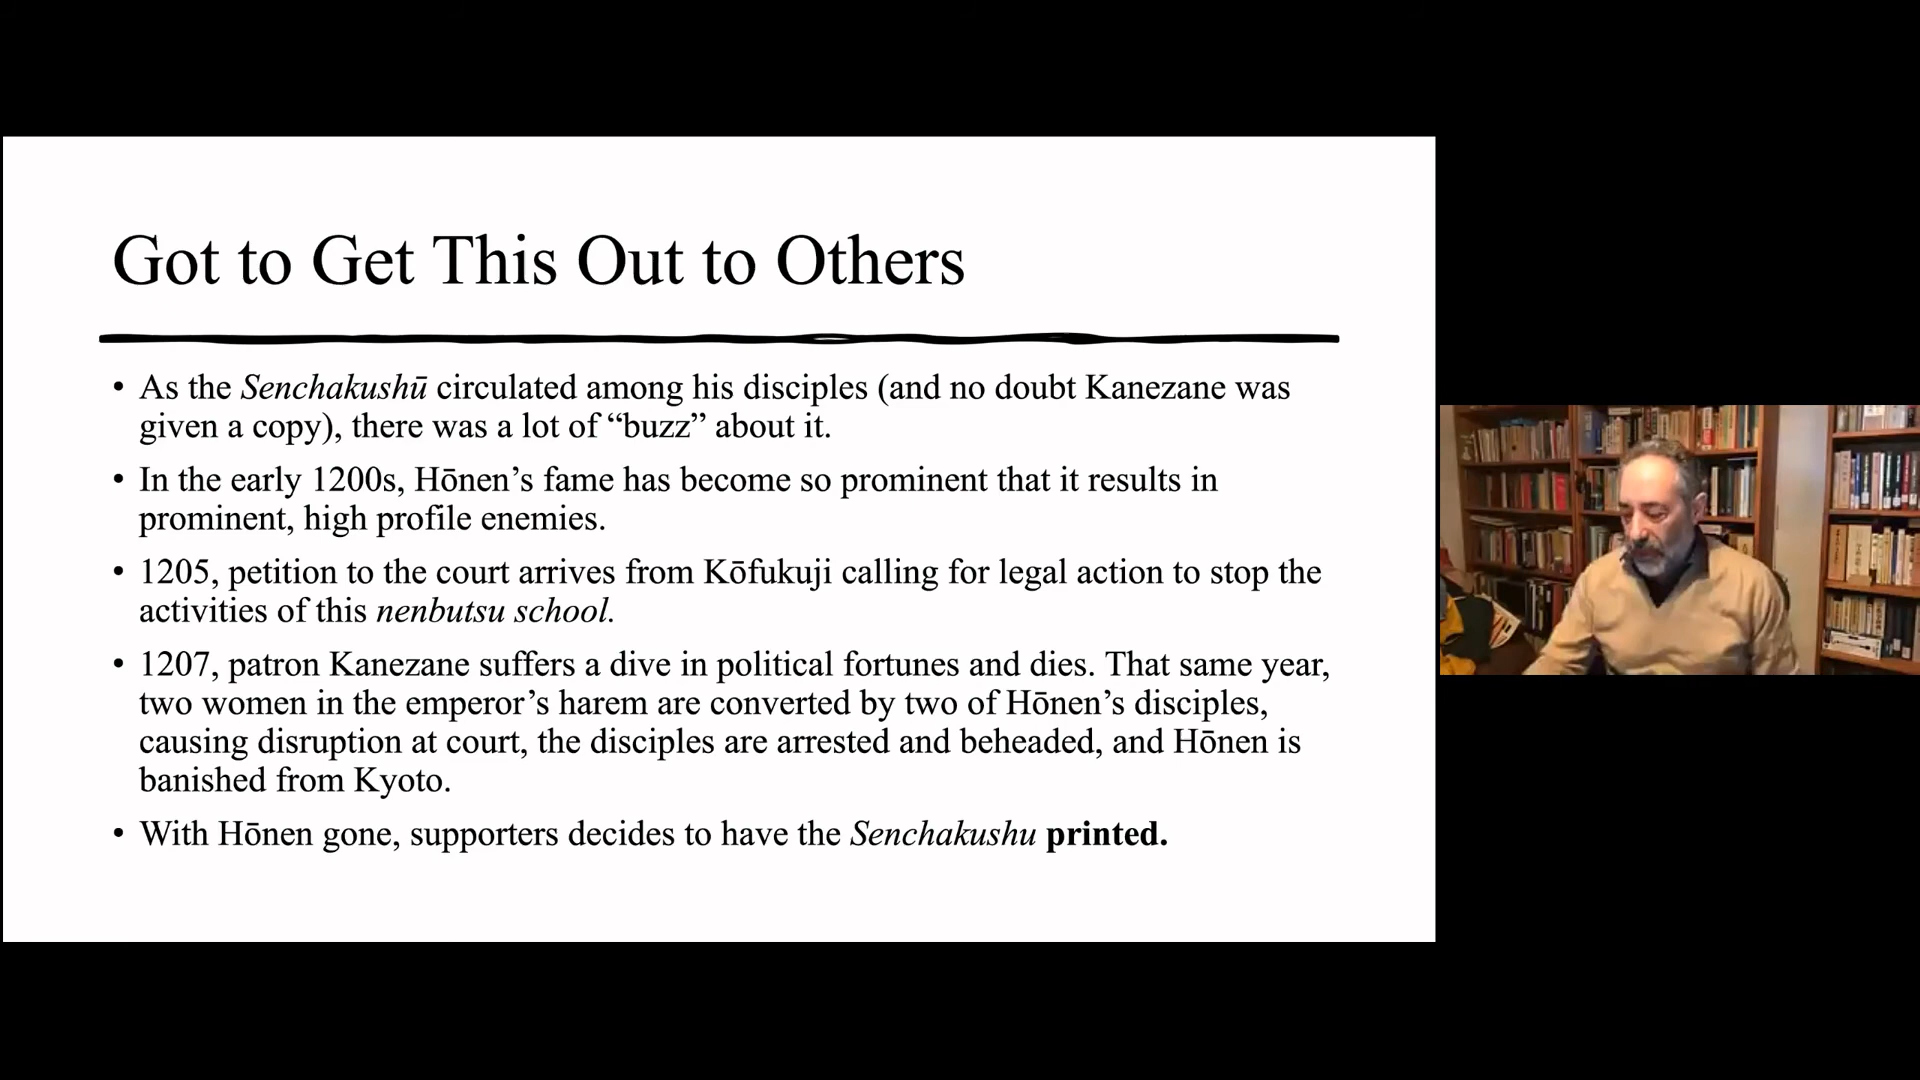 Got to Get This Out to Others
• As the Senchakushū circulated among his disciples (and no doubt Kanezane was
given a copy), there was a lot of “buzz” about it.
• In the early 1200s, Hōnen’s fame has become so prominent that it results in
prominent, high profile enemies.
• 1205, petition to the court arrives from Kōfukuji calling for legal action to stop the
activities of this nenbutsu school.
• 1207, patron Kanezane suffers a dive in political fortunes and dies. That same year,
two women in the emperor’s harem are converted by two of Hōnen’s disciples,
causing disruption at court, the disciples are arrested and beheaded, and Hōnen is
banished from Kyoto.
• With Hōnen gone, supporters decides to have the Senchakushu printed.